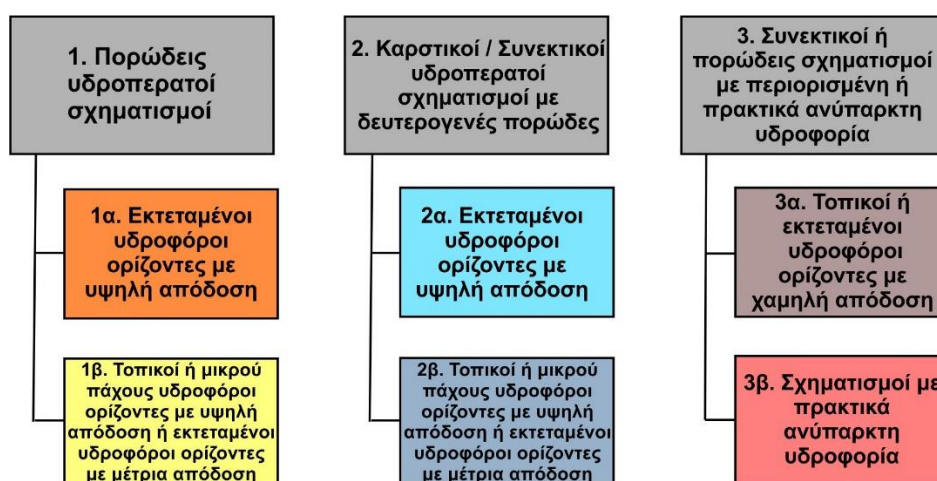 1. Πορώδεις
υδροπερατοί
σχηματισμοί
1α. Εκτεταμένοι
υδροφόροι
ορίζοντες με
υψηλή απόδοση
1β. Τοπικοί ή μικρού
πάχους υδροφόροι
ορίζοντες με υψηλή
απόδοση ή εκτεταμένοι
υδροφόροι ορίζοντες
με μέτρια απόδοση
2. Καρστικοί / Συνεκτικοί
υδροπερατοί
σχηματισμοί με
δευτερογενές πορώδες
2α. Εκτεταμένοι
υδροφόροι
ορίζοντες με
υψηλή απόδοση
2β. Τοπικοί ή μικρού
πάχους υδροφόροι
ορίζοντες με υψηλή
απόδοση ή εκτεταμένοι
υδροφόροι ορίζοντες
με μέτρια απόδοση
3. Συνεκτικοί ή
πορώδεις σχηματισμοί
με περιορισμένη ή
πρακτικά ανύπαρκτη
υδροφορία
3α. Τοπικοί ή
εκτεταμένοι
υδροφόροι
ορίζοντες με
χαμηλή απόδοση
3β. Σχηματισμοί με
πρακτικά
ανύπαρκτη
υδροφορία